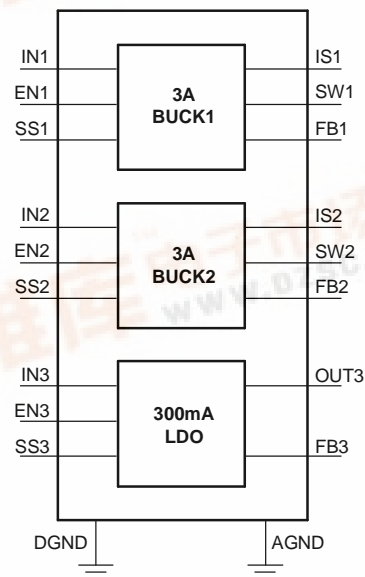 IN1
IS1
EN1
3A
BUCK1
SW1
SS1
FB1
IN2
IS2
EN2
3A
BUCK2
SW2
SS2
FB2
IN3
OUT3
EN3
300mA
LDO
SS3
FB3
DGND
AGND